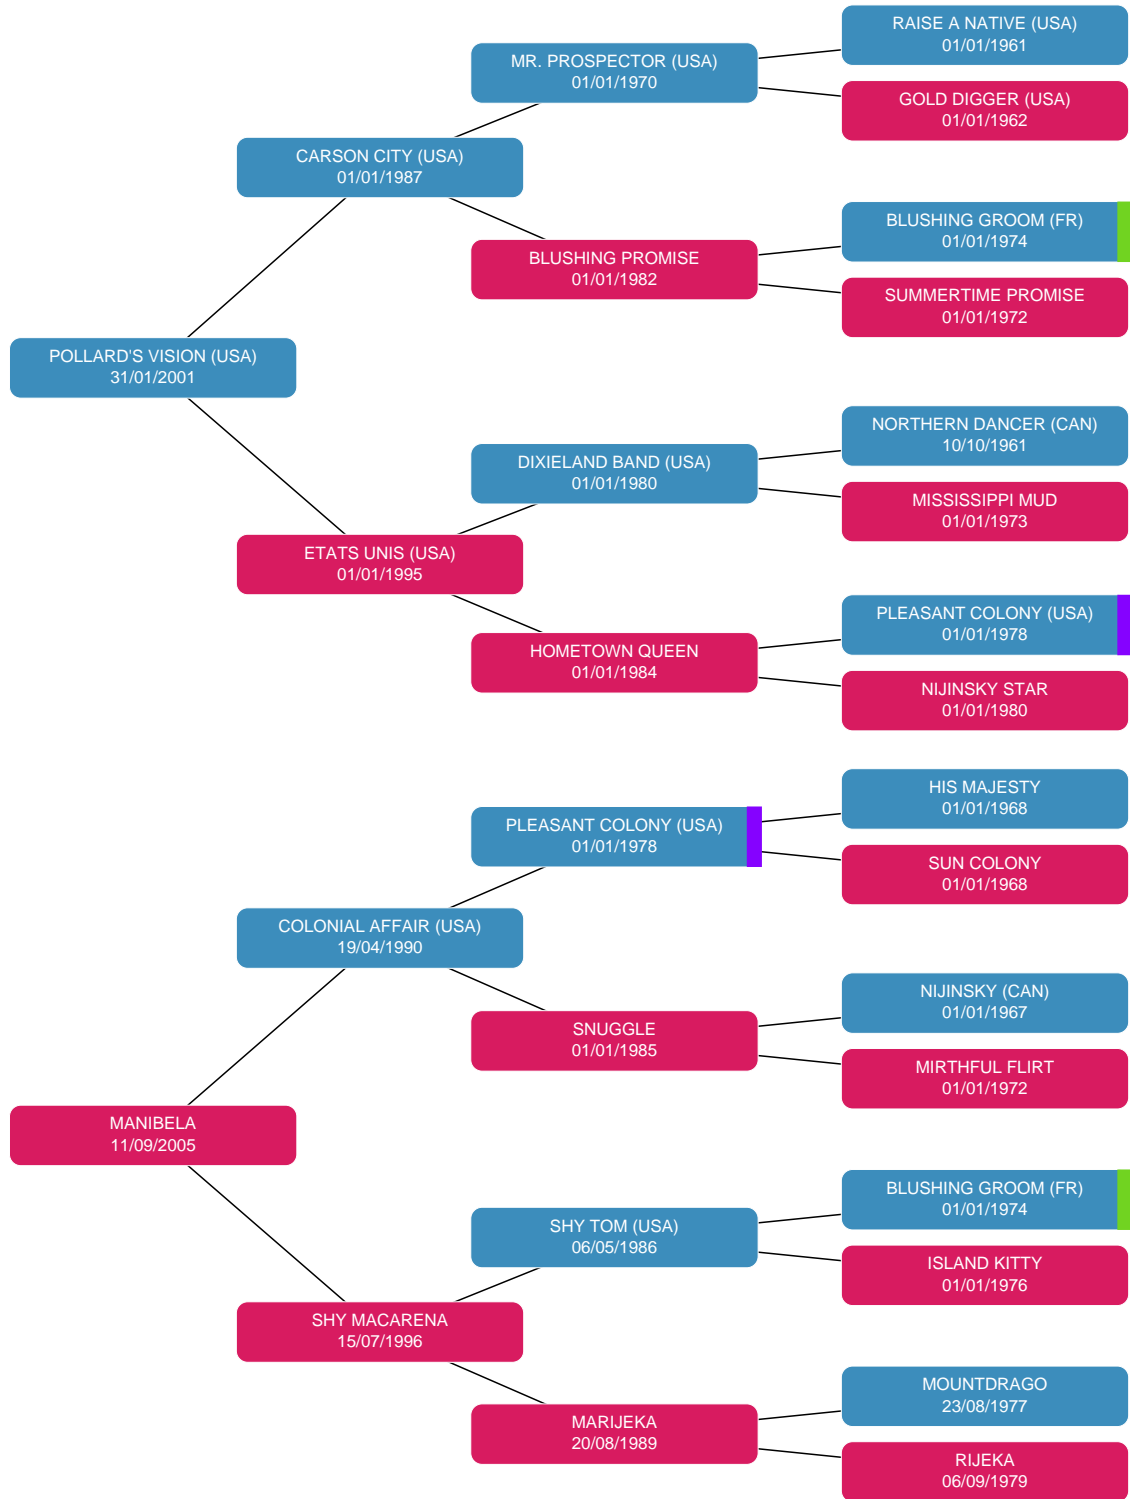 RAISE A NATIVE (USA)
01/01/1961
MR. PROSPECTOR (USA)
01/01/1970
GOLD DIGGER (USA)
01/01/1962
CARSON CITY (USA)
01/01/1987
BLUSHING GROOM (FR)
01/01/1974
BLUSHING PROMISE
01/01/1982
SUMMERTIME PROMISE
01/01/1972
POLLARD'S VISION (USA)
31/01/2001
NORTHERN DANCER (CAN)
10/10/1961
DIXIELAND BAND (USA)
01/01/1980
MISSISSIPPI MUD
01/01/1973
ETATS UNIS (USA)
01/01/1995
PLEASANT COLONY (USA)
01/01/1978
HOMETOWN QUEEN
01/01/1984
NIJINSKY STAR
01/01/1980
HIS MAJESTY
01/01/1968
PLEASANT COLONY (USA)
01/01/1978
SUN COLONY
01/01/1968
COLONIAL AFFAIR (USA)
19/04/1990
NIJINSKY (CAN)
01/01/1967
SNUGGLE
01/01/1985
MIRTHFUL FLIRT
01/01/1972
MANIBELA
11/09/2005
BLUSHING GROOM (FR)
01/01/1974
SHY TOM (USA)
06/05/1986
ISLAND KITTY
01/01/1976
SHY MACARENA
15/07/1996
MOUNTDRAGO
23/08/1977
MARIJEKA
20/08/1989
RIJEKA
06/09/1979